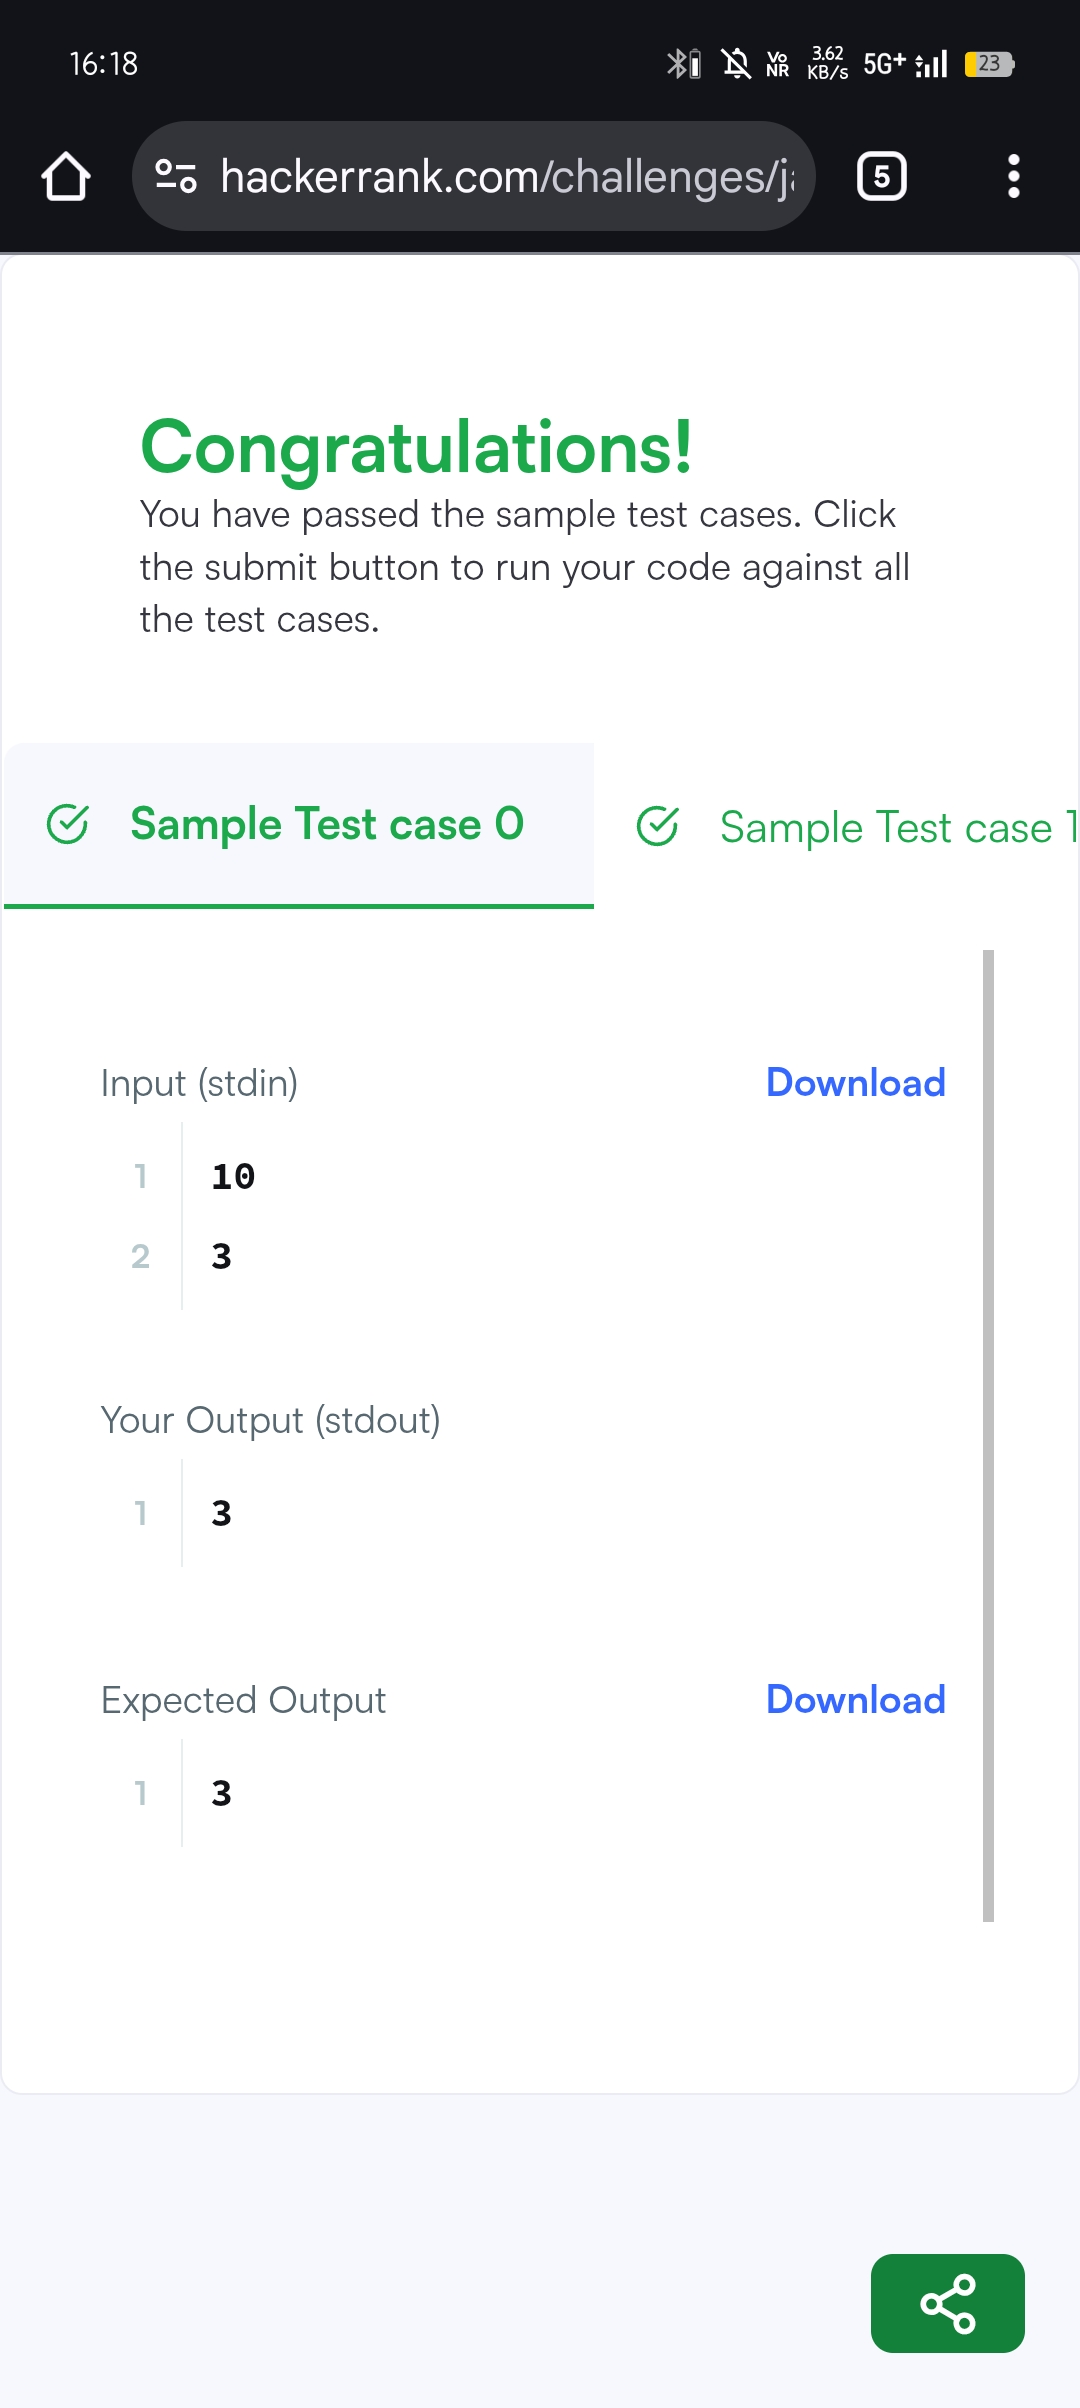 16:18
Vo NR
3.62 KB/s
5G+
23
hackerrank.com/challenges/j
5
Congratulations!
You have passed the sample test cases. Click
the submit button to run your code against all
the test cases.
Sample Test case 0
Sample Test case 1
Input (stdin)
Download
1 10
2 3
Your Output (stdout)
1 3
Expected Output
Download
1 3